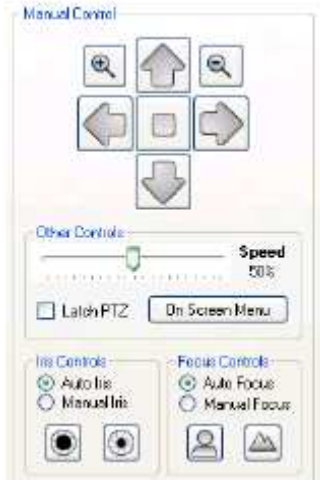 Manual Control
Other Controls
Speed
50%
Latch PTZ
On Screen Menu
Iris Controls
Focus Controls
Auto Iris
Auto Focus
Manual Iris
Manual Focus